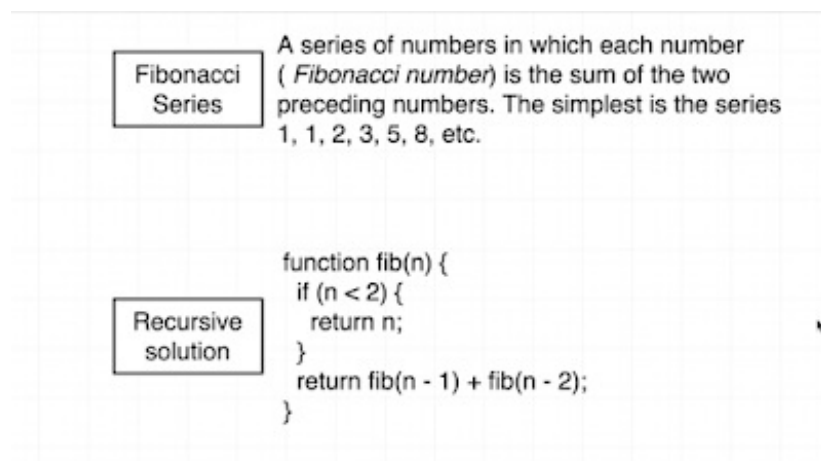 Fibonacci
Series
A series of numbers in which each number
( Fibonacci number) is the sum of the two
preceding numbers. The simplest is the series
1, 1, 2, 3, 5, 8, etc.
Recursive
solution
function fib(n) {
if (n < 2) {
return n;
}
return fib(n - 1) + fib(n - 2);
}